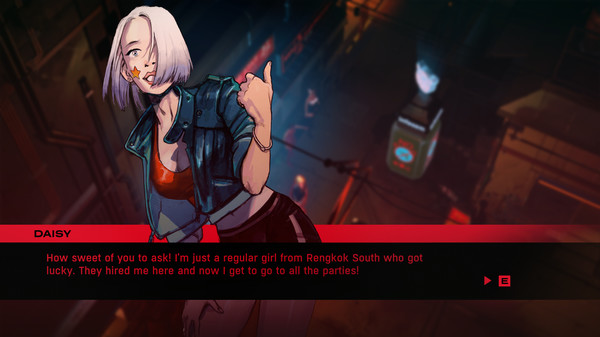 DAISY
How sweet of you to ask! I'm just a regular girl from Rengkok South who got
lucky. They hired me here and now I get to go to all the parties!
E